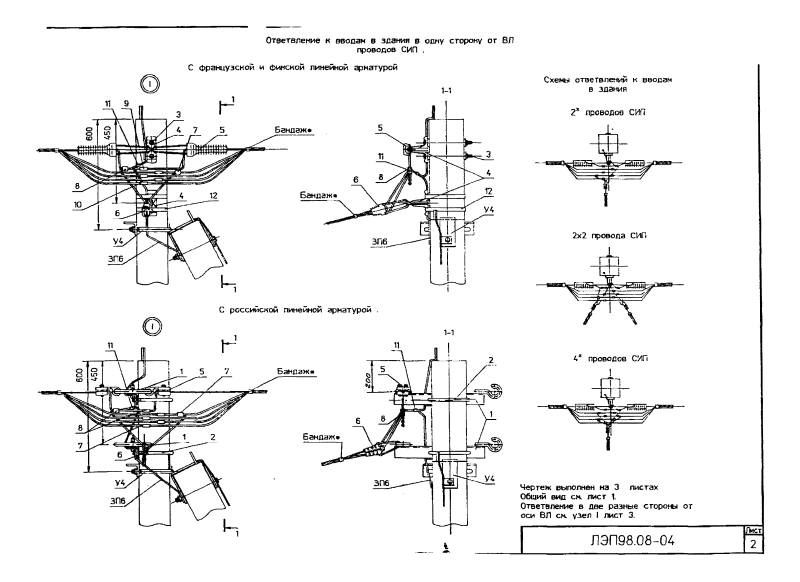 Ответвление к вводам в здания в одну сторону от ВЛ
проводов СИП .
С французской и финской линейной арматурой
I
1
11
9
3
4
7
5
Бандаж*
600
450
8
10
6
4
12
У4
ЗП6
1
1-1
5
11
8
6
Бандаж*
3
4
12
У4
ЗП6
С российской линейной арматурой .
I
1
11
1
5
7
Бандаж*
600
450
8
7
6
1
2
У4
ЗП6
1
1-1
200
5
11
2
8
1
6
Бандаж*
ЗП6
У4
Схемы ответвлений к вводам
в здания
2х проводов СИП
2х2 провода СИП
4х проводов СИП
Чертеж выполнен на 3 листах
Общий вид см. лист 1.
Ответвление в две разные стороны от
оси ВЛ см. узел I лист 3.
ЛЭП98.08-04
Лист
2